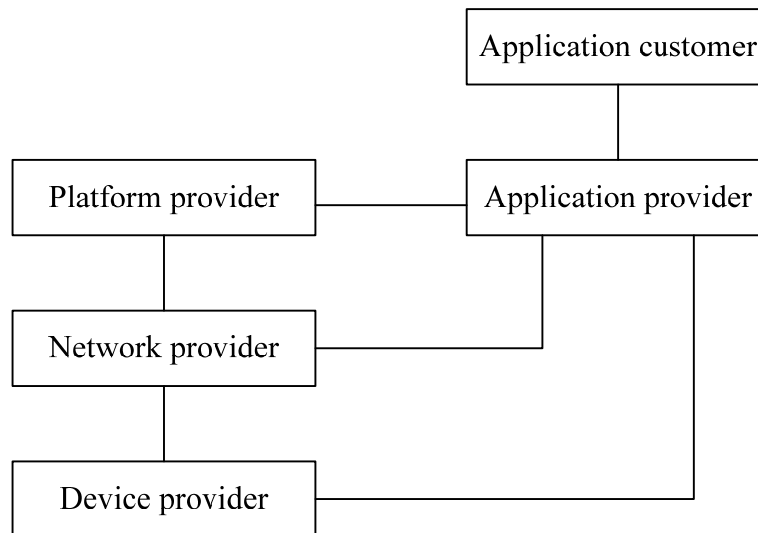 Application customer
Platform provider
Application provider
Network provider
Device provider